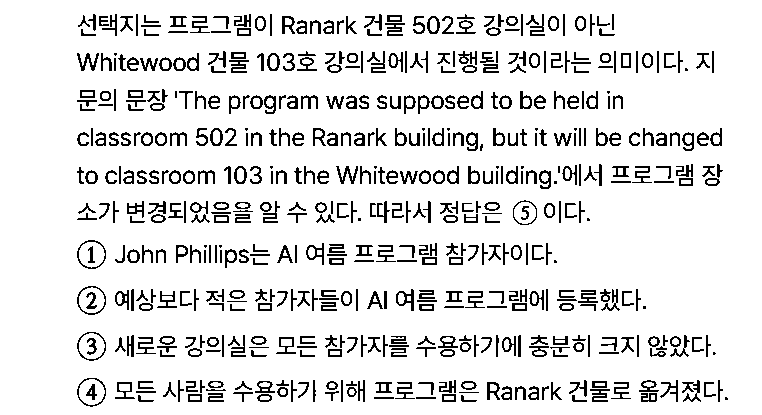 선택지는 프로그램이 Ranark 건물 502호 강의실이 아닌
Whitewood 건물 103호 강의실에서 진행될 것이라는 의미이다. 지
문의 문장 'The program was supposed to be held in
classroom 502 in the Ranark building, but it will be changed
to classroom 103 in the Whitewood building.'에서 프로그램 장
소가 변경되었음을 알 수 있다. 따라서 정답은 ⑤이다.
① John Phillips는 AI 여름 프로그램 참가자이다.
② 예상보다 적은 참가자들이 AI 여름 프로그램에 등록했다.
③ 새로운 강의실은 모든 참가자를 수용하기에 충분히 크지 않았다.
④ 모든 사람을 수용하기 위해 프로그램은 Ranark 건물로 옮겨졌다.